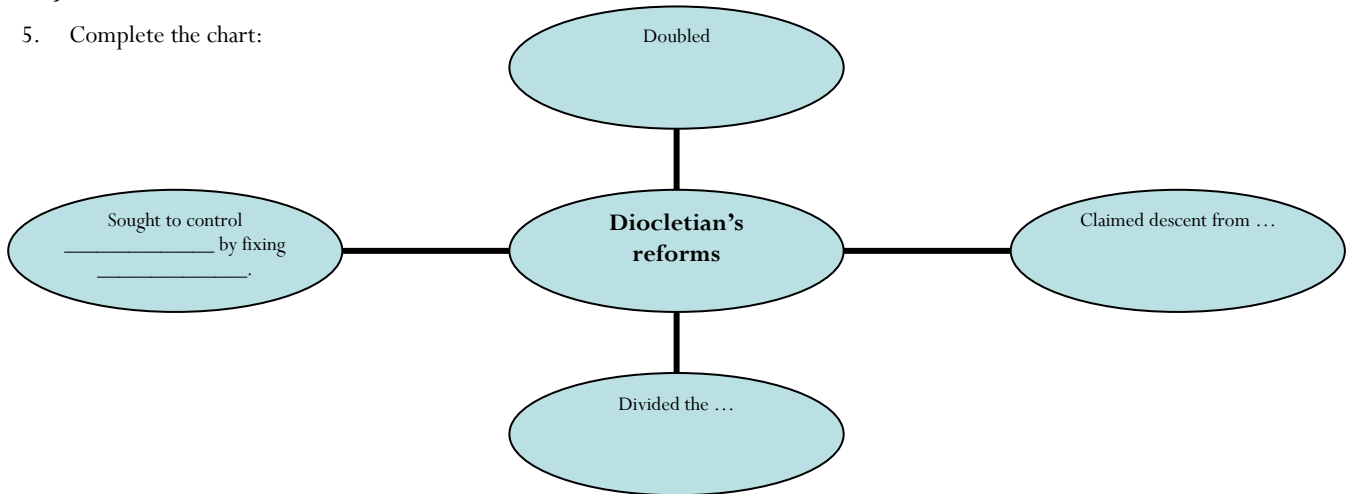 5. Complete the chart:
Doubled
Sought to control
______________ by fixing
______________.
Diocletian's
reforms
Claimed descent from …
Divided the …